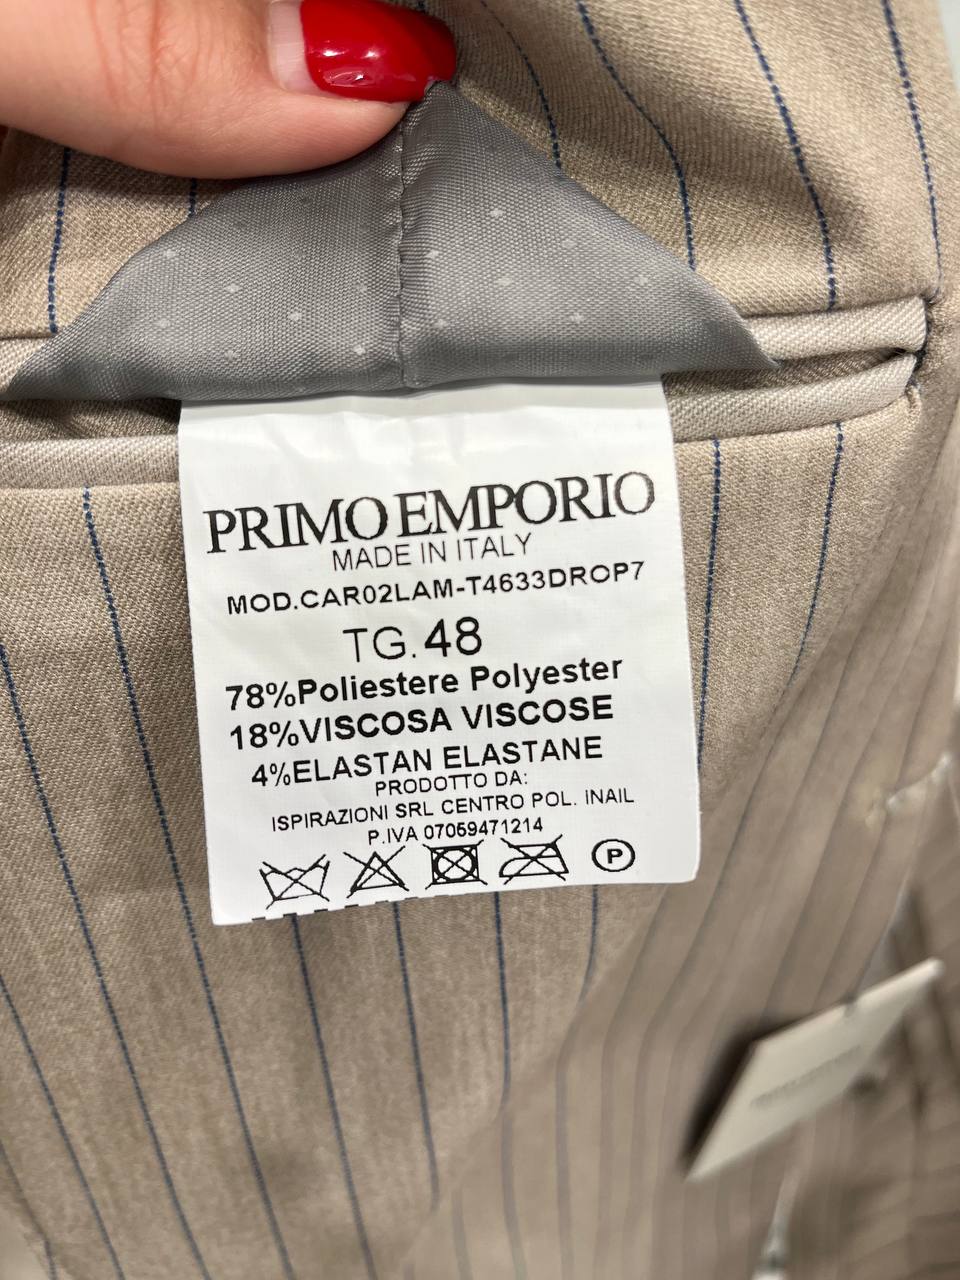 PRIMO EMPORIO
MADE IN ITALY
MOD.CAR02LAM-T4633DROP7
TG.48
78%Poliestere Polyester
18%VISCOSA VISCOSE
4%ELASTAN ELASTANE
PRODOTTO DA:
ISPIRAZIONI SRL CENTRO POL. INAIL
P.IVA 07059471214
P